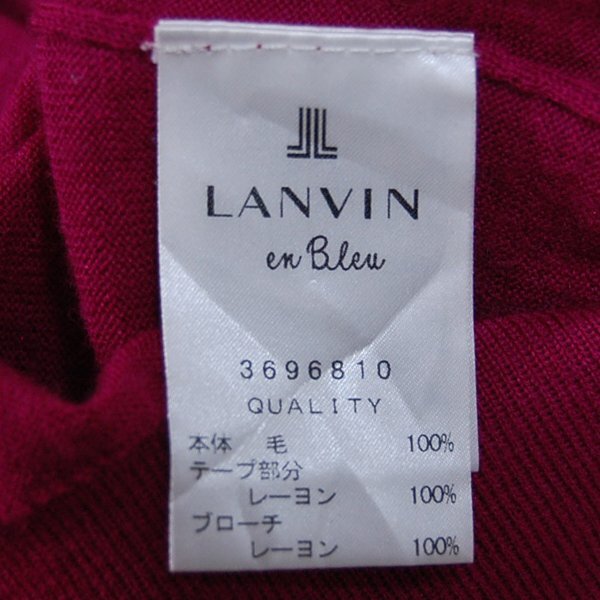 LANVIN
en Bleu
3696810
QUALITY
本体 毛 100%
テープ部分
レーヨン 100%
ブローチ
レーヨン 100%